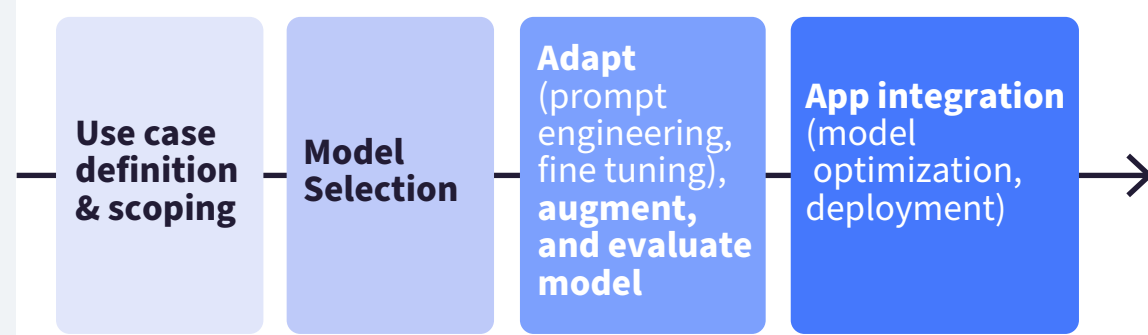 Use case
definition
& scoping
Model
Selection
Adapt
(prompt
engineering,
fine tuning),
augment,
and evaluate
model
App integration
(model
optimization,
deployment)